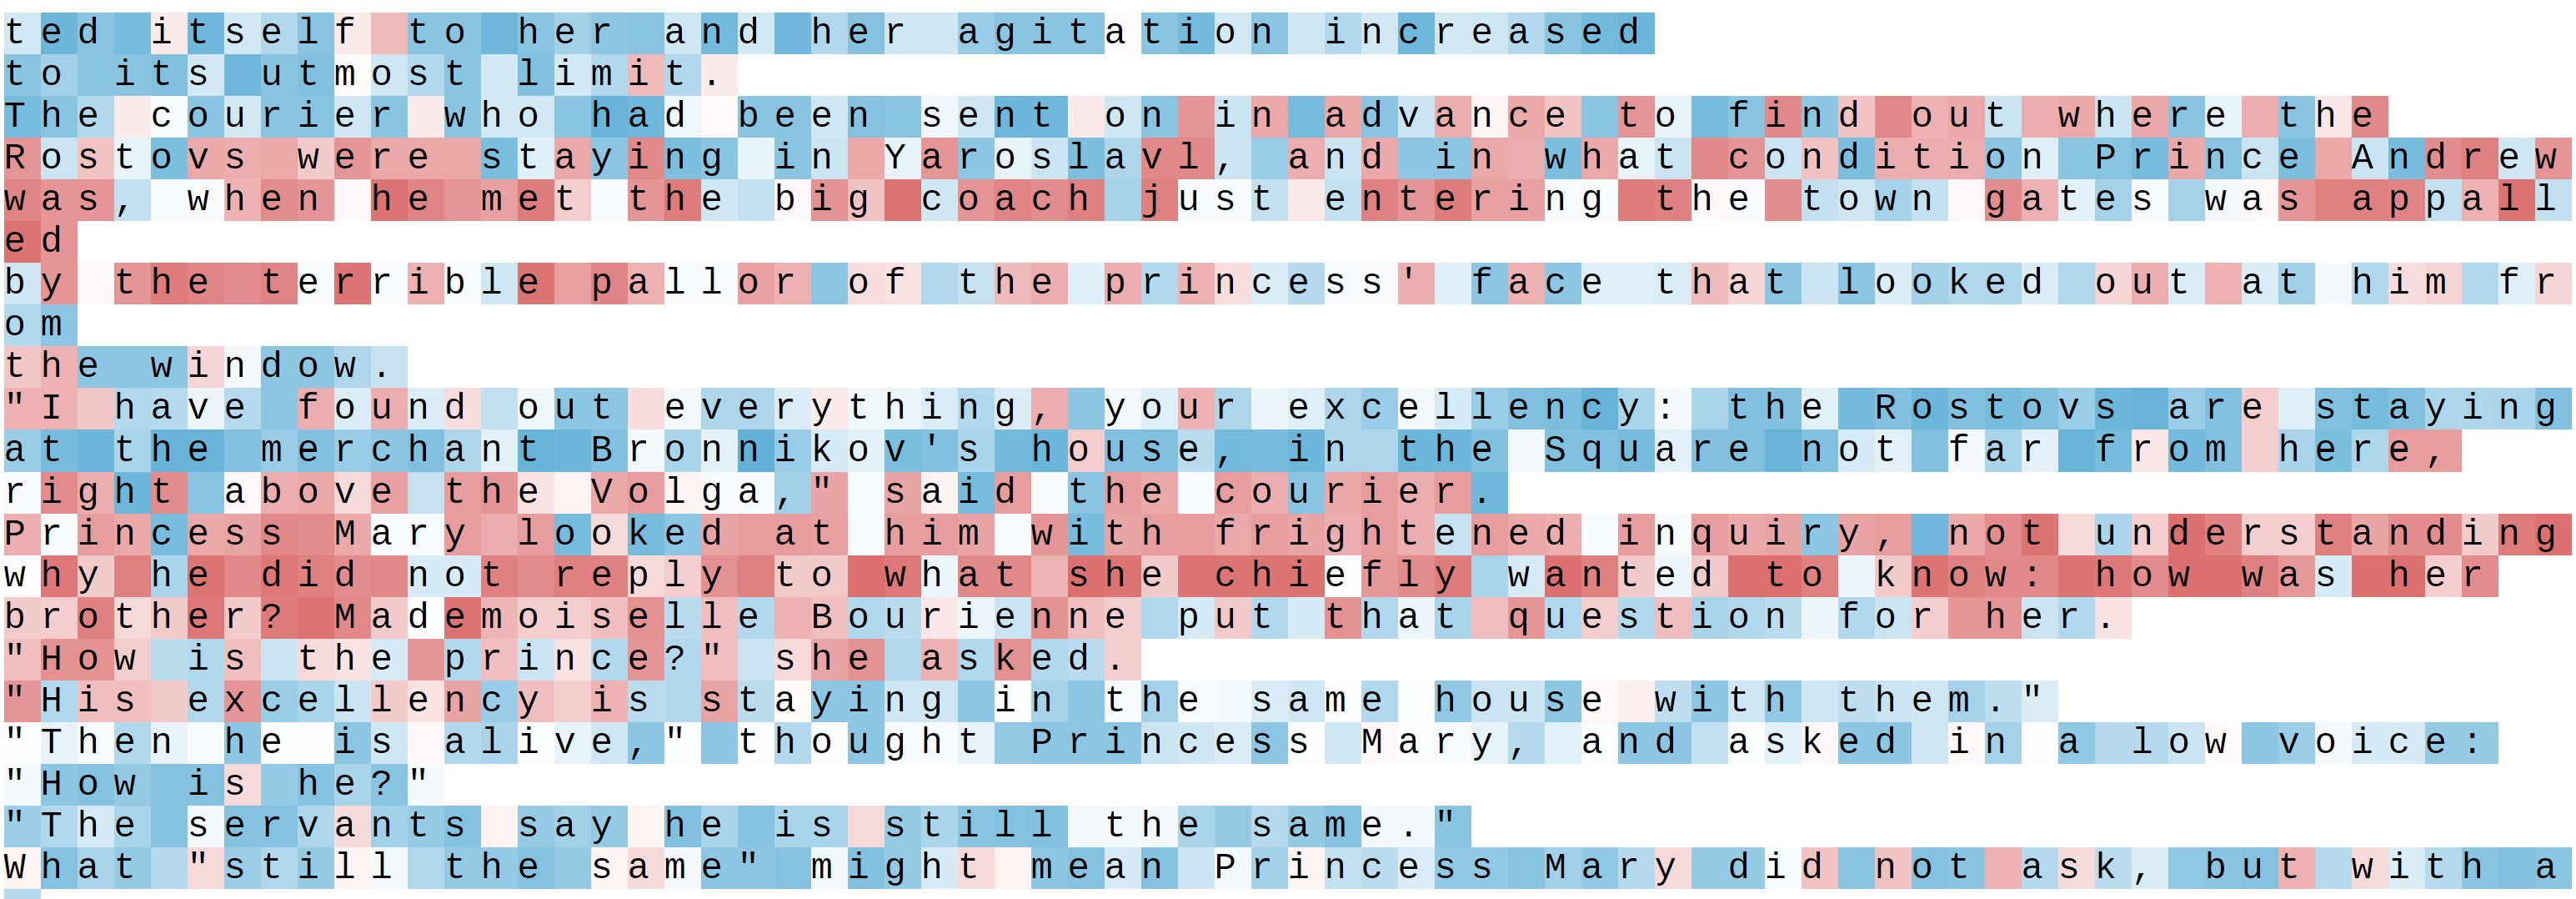 ted itself to her and her agitation increased
to its utmost limit.
The courier who had been sent on in advance to find out where the
Rostovs were staying in Yaroslavl, and in what condition Prince Andrew
was, when he met the big coach just entering the town gates was appall
ed
by the terrible pallor of the princess' face that looked out at him fr
om
the window.
"I have found out everything, your excellency: the Rostovs are staying
at the merchant Bronnikov's house, in the Square not far from here,
right above the Volga," said the courier.
Princess Mary looked at him with frightened inquiry, not understanding
why he did not reply to what she chiefly wanted to know: how was her
brother? Mademoiselle Bourienne put that question for her.
"How is the prince?" she asked.
"His excellency is staying in the same house with them."
"Then he is alive," thought Princess Mary, and asked in a low voice:
"How is he?"
"The servants say he is still the same."
What "still the same" might mean Princess Mary did not ask, but with a